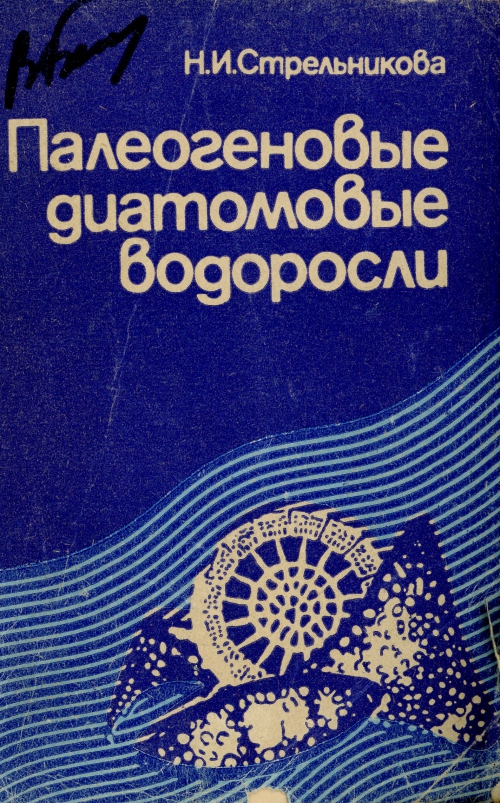 Н.И.Стрельникова
Палеогеновые
диатомовые
водоросли